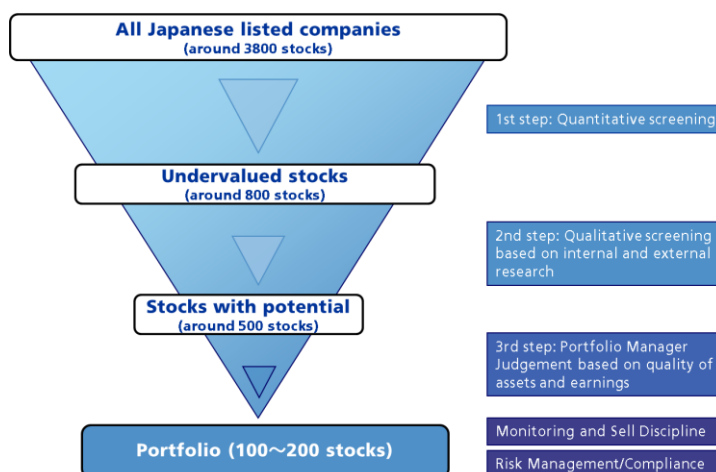 All Japanese listed companies
(around 3800 stocks)
1st step: Quantitative screening
Undervalued stocks
(around 800 stocks)
2nd step: Qualitative screening
based on internal and external
research
Stocks with potential
(around 500 stocks)
3rd step: Portfolio Manager
Judgement based on quality of
assets and earnings
Portfolio (100～200 stocks)
Monitoring and Sell Discipline
Risk Management/Compliance